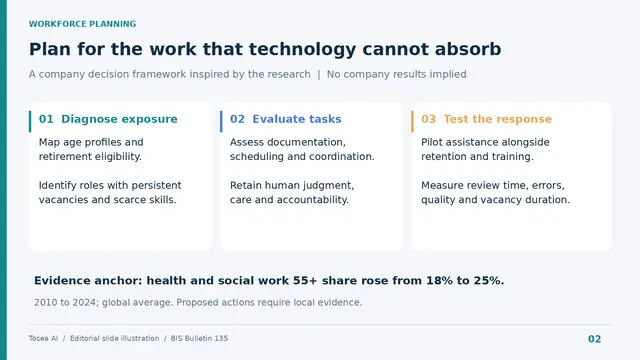 WORKFORCE PLANNING
Plan for the work that technology cannot absorb
A company decision framework inspired by the research | No company results implied
01 Diagnose exposure
Map age profiles and
retirement eligibility.
Identify roles with persistent
vacancies and scarce skills.
02 Evaluate tasks
Assess documentation,
scheduling and coordination.
Retain human judgment,
care and accountability.
03 Test the response
Pilot assistance alongside
retention and training.
Measure review time, errors,
quality and vacancy duration.
Evidence anchor: health and social work 55+ share rose from 18% to 25%.
2010 to 2024; global average. Proposed actions require local evidence.
Tosea AI / Editorial slide illustration / BIS Bulletin 135
02